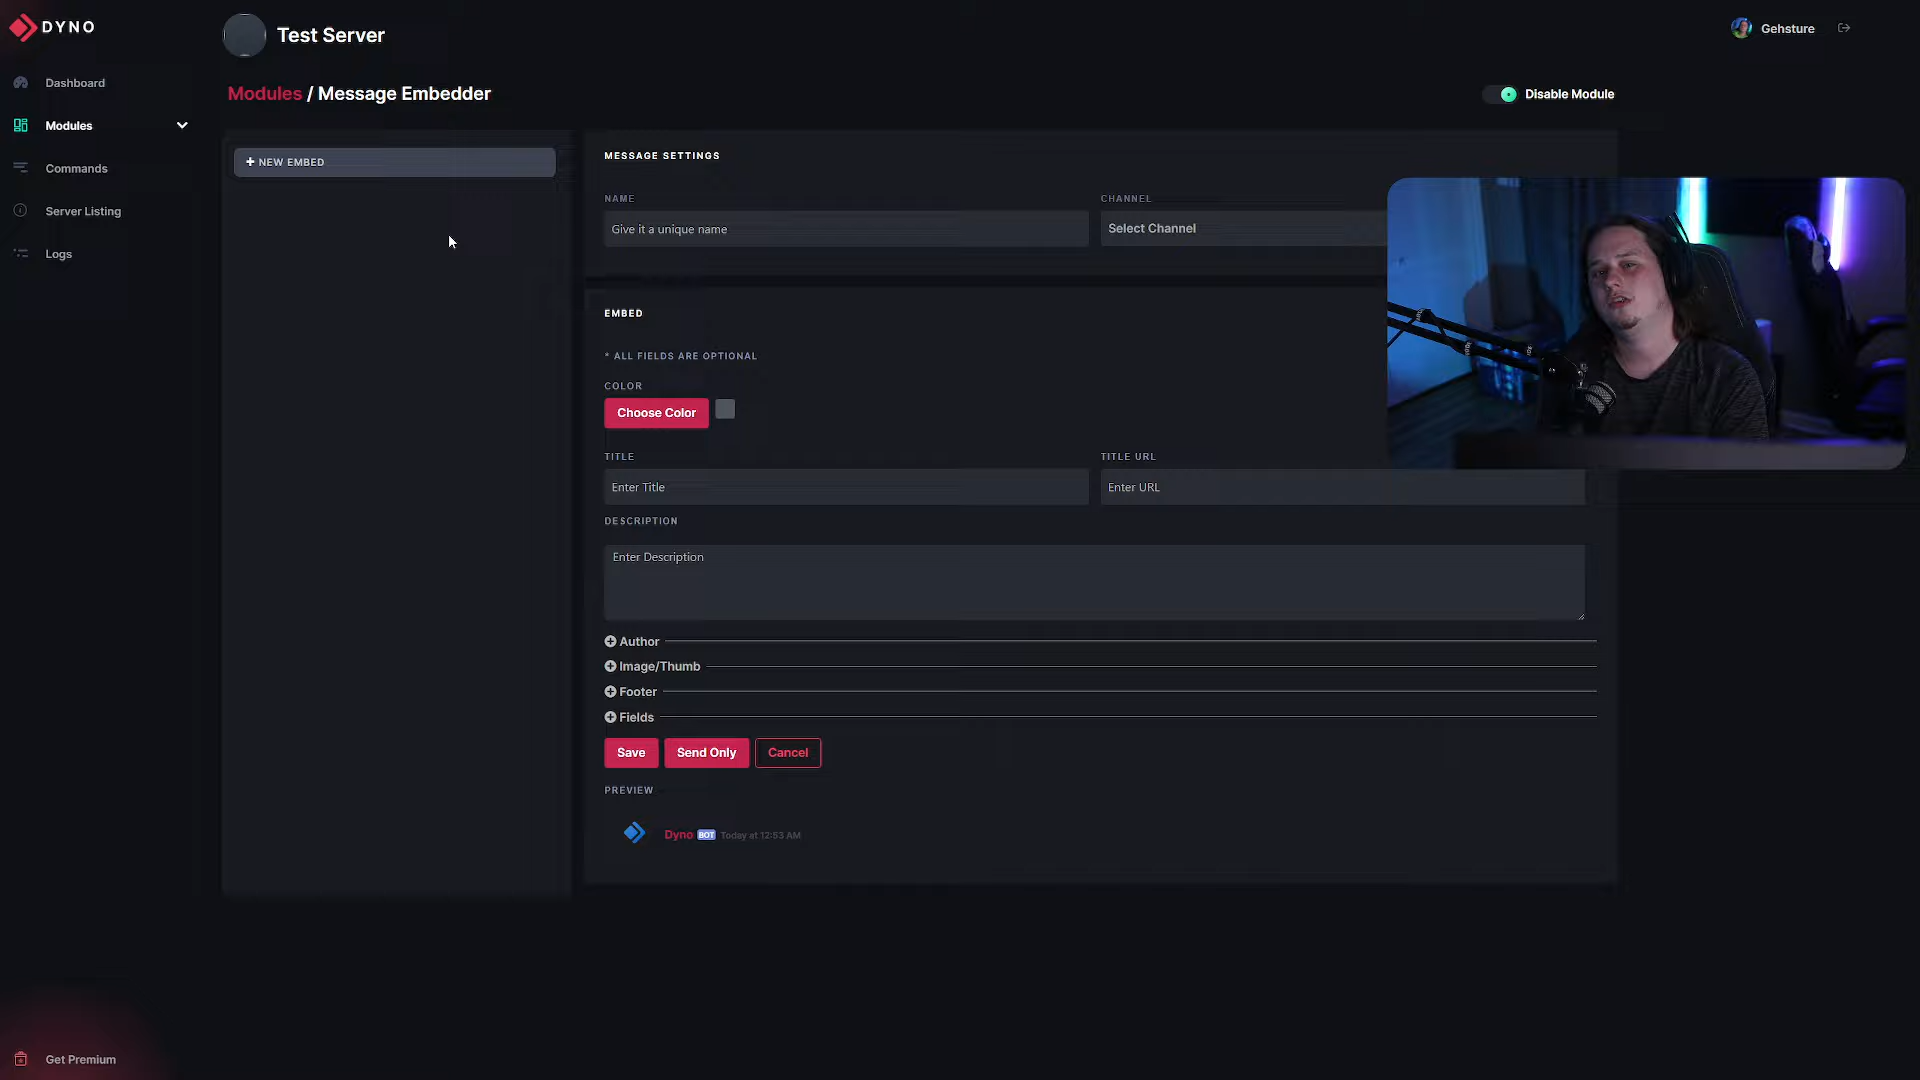 DYNO
Test Server
Gehsture
Dashboard
Modules / Message Embedder
Disable Module
Modules
NEW EMBED
MESSAGE SETTINGS
Commands
NAME
CHANNEL
Server Listing
Give it a unique name
Select Channel
Logs
EMBED
* ALL FIELDS ARE OPTIONAL
COLOR
Choose Color
TITLE
TITLE URL
Enter Title
Enter URL
DESCRIPTION
Enter Description
Author
Image/Thumb
Footer
Fields
Save
Send Only
Cancel
PREVIEW
Dyno BOT Today at 12:53 AM
Get Premium